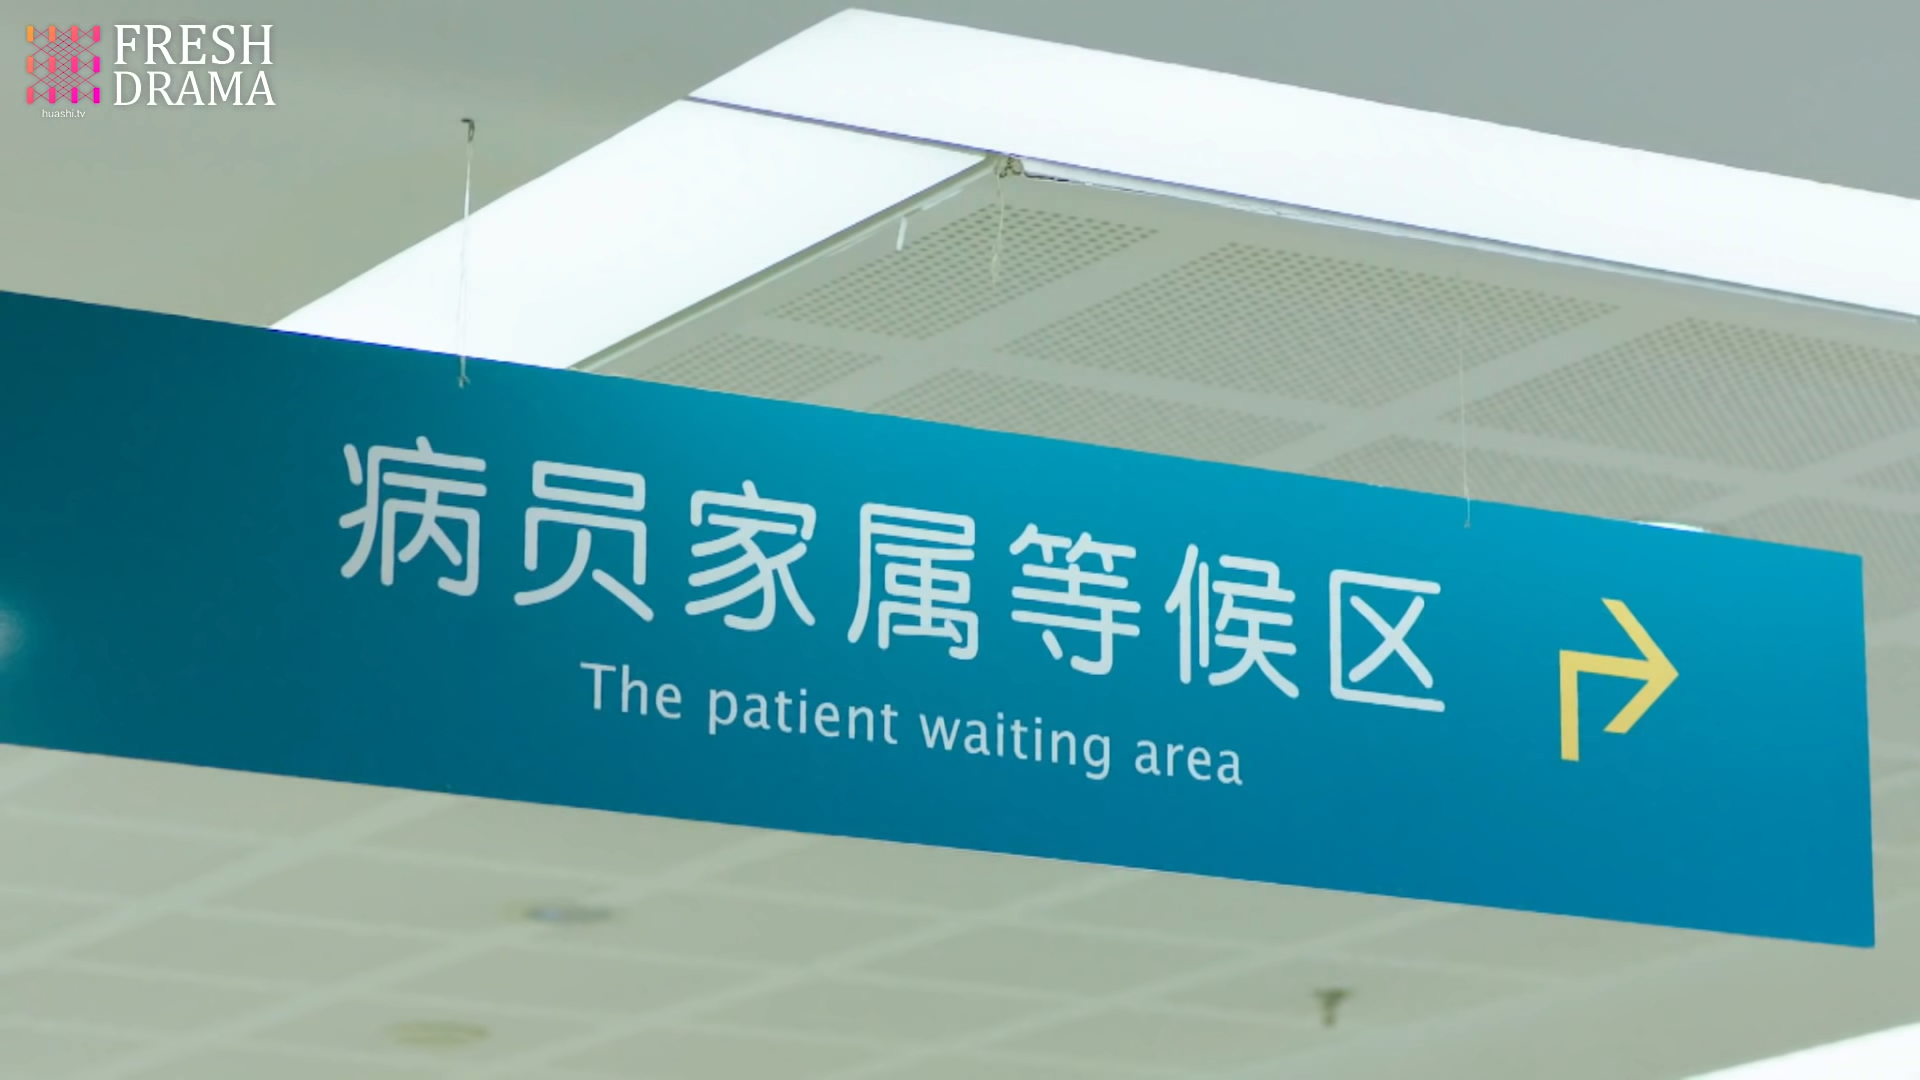 FRESH
DRAMA
huashi.tv
病员家属等候区
The patient waiting area